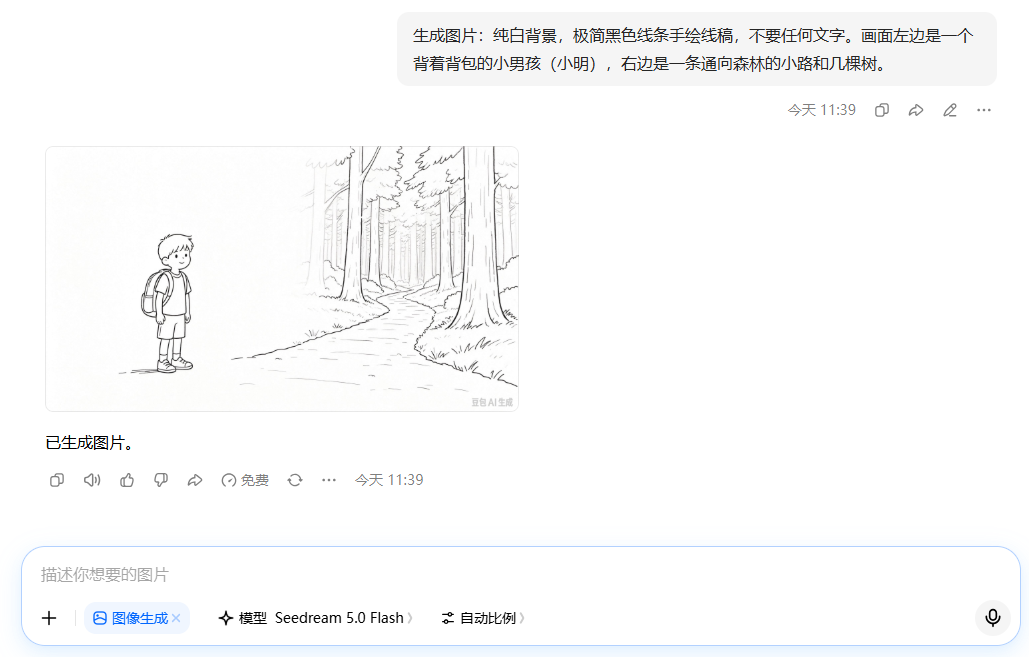 生成图片：纯白背景，极简黑色线条手绘线稿，不要任何文字。画面左边是一个
背着背包的小男孩（小明），右边是一条通向森林的小路和几棵树。
今天 11:39
豆包AI生成
已生成图片。
免费
今天 11:39
描述你想要的图片
图像生成
模型 Seedream 5.0 Flash
自动比例